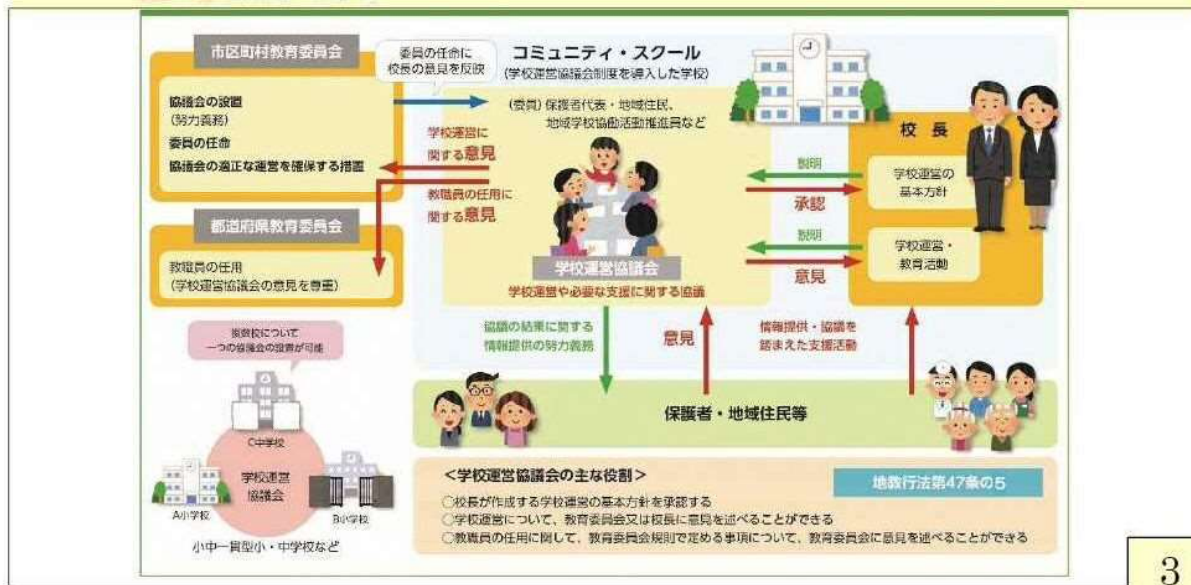 市区町村教育委員会
協議会の設置
(努力義務)
委員の任命
協議会の適正な運営を確保する措置
委員の任命に
校長の意見を反映
コミュニティ・スクール
(学校運営協議会制度を導入した学校)
(委員) 保護者代表・地域住民、
地域学校協働活動推進員など
学校運営に
関する意見
教職員の任用に
関する意見
都道府県教育委員会
教職員の任用
(学校運営協議会の意見を尊重)
学校運営協議会
学校運営や必要な支援に関する協議
校長
説明
承認
学校運営の
基本方針
説明
意見
学校運営・
教育活動
協議の結果に関する
情報提供の努力義務
意見
情報提供・協議を
踏まえた支援活動
保護者・地域住民等
複数校について
一つの協議会の設置が可能
C中学校
学校運営
協議会
A小学校
B小学校
小中一貫型小・中学校など
<学校運営協議会の主な役割>
地教行法第47条の5
○校長が作成する学校運営の基本方針を承認する
○学校運営について、教育委員会又は校長に意見を述べることができる
○教職員の任用に関して、教育委員会規則で定める事項について、教育委員会に意見を述べることができる
3